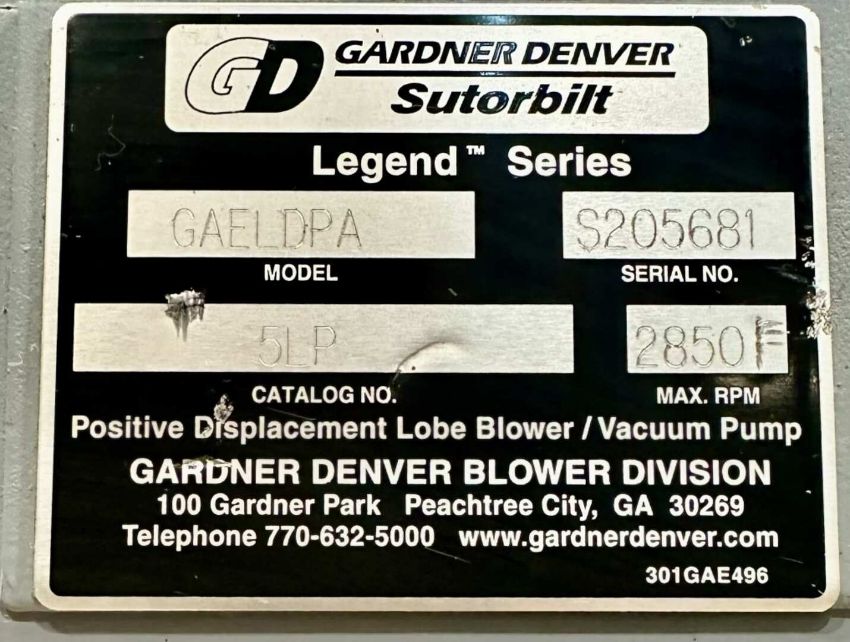 GD GARDNER DENVER
Sutorbilt
Legend™ Series
GAELDPA S205681
MODEL SERIAL NO.
5LP 2850 F
CATALOG NO. MAX. RPM
Positive Displacement Lobe Blower / Vacuum Pump
GARDNER DENVER BLOWER DIVISION
100 Gardner Park Peachtree City, GA 30269
Telephone 770-632-5000 www.gardnerdenver.com
301GAE496